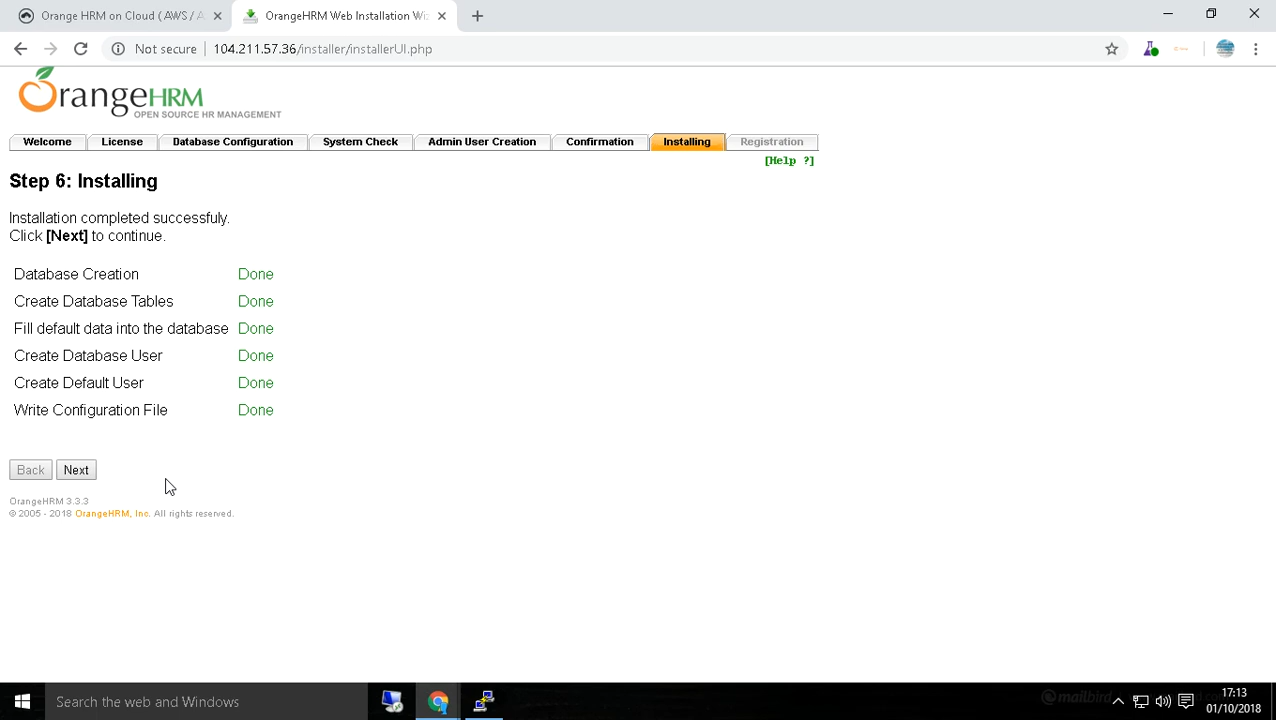 Orange HRM on Cloud ( AWS / A
OrangeHRM Web Installation Wi
Not secure
104.211.57.36/installer/installerUI.php
OrangeHRM
OPEN SOURCE HR MANAGEMENT
Welcome
License
Database Configuration
System Check
Admin User Creation
Confirmation
Installing
Registration
[Help ?]
Step 6: Installing
Installation completed successfuly.
Click [Next] to continue.
Database Creation Done
Create Database Tables Done
Fill default data into the database Done
Create Database User Done
Create Default User Done
Write Configuration File Done
Back Next
OrangeHRM 3.3.3
© 2005 - 2018 OrangeHRM, Inc. All rights reserved.
Search the web and Windows
mailbird
17:13
01/10/2018